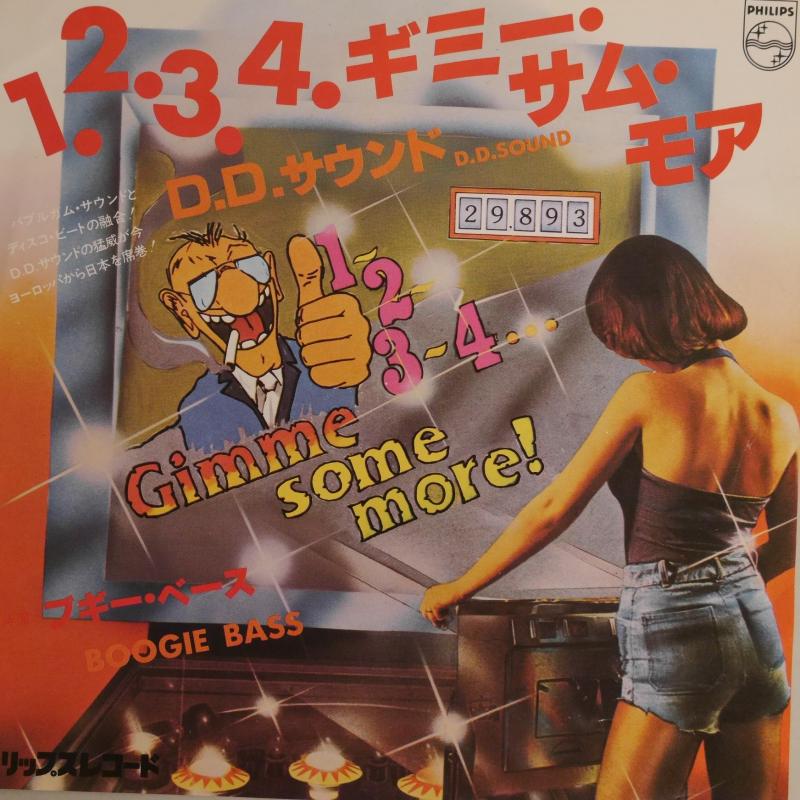 PHILIPS
1.2.3.4.ギミー・
サム・
モア
D.D.サウンド D.D.SOUND
バブルガム・サウンドと
ディスコ・ビートの融合!
D.D.サウンドの猛威が今
ヨーロッパから日本を席巻!
29.893
1-2-
3-4...
Gimme
some
more!
ブギー・ベース
BOOGIE BASS
リップスレコード